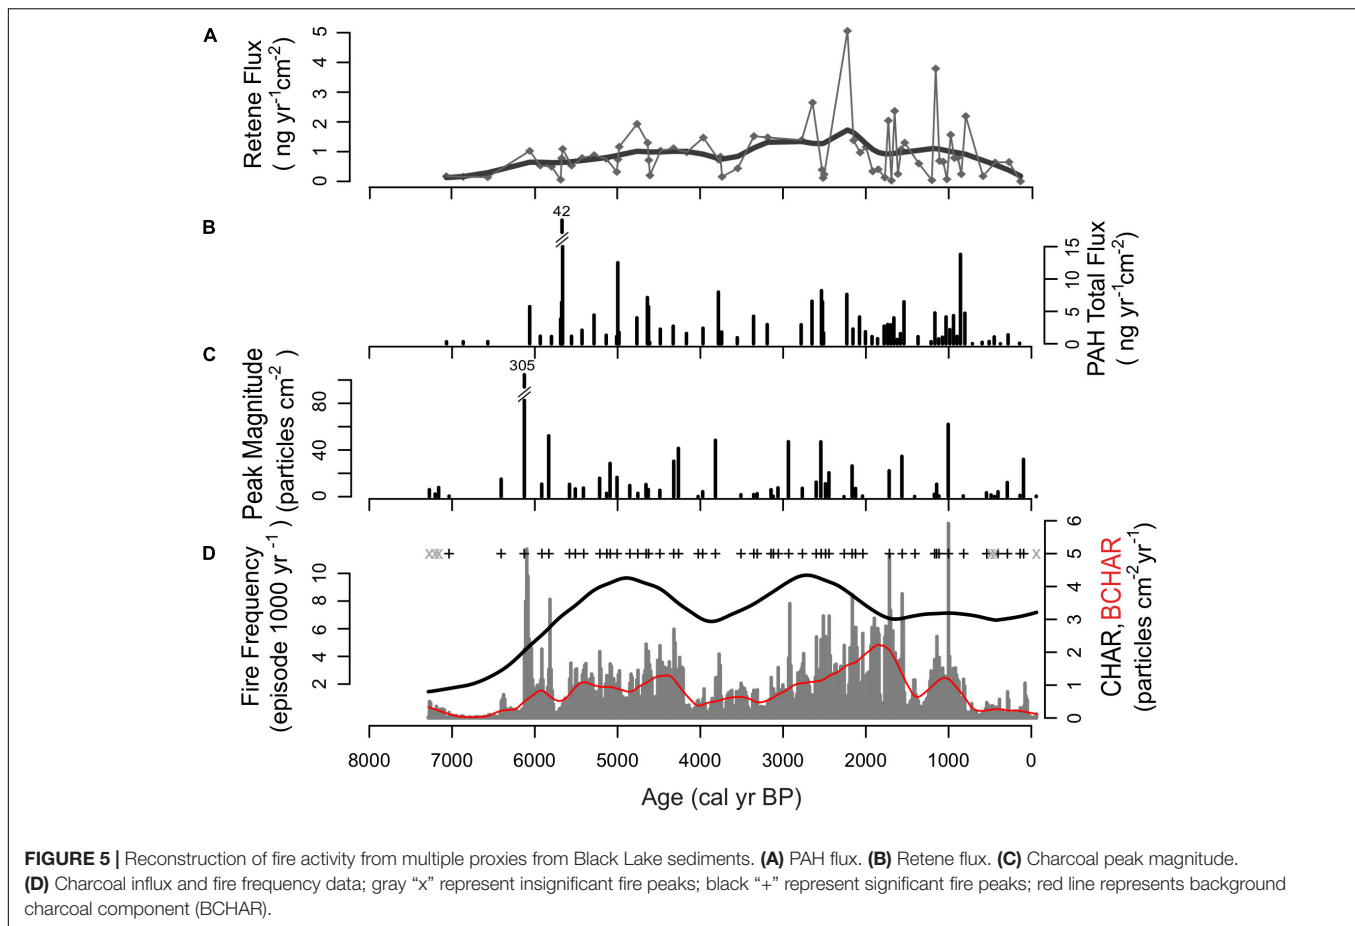 A
Retene Flux
( ng yr-1cm-2)
5
4
3
2
1
0
B
42
15
10
5
0
PAH Total Flux
( ng yr-1cm-2)
C
305
Peak Magnitude
(particles cm-2)
80
40
0
D
Fire Frequency
(episode 1000 yr-1)
10
8
6
4
2
6
5
4
3
2
1
0
CHAR, BCHAR
(particles cm-2yr-1)
8000 7000 6000 5000 4000 3000 2000 1000 0
Age (cal yr BP)
FIGURE 5 | Reconstruction of fire activity from multiple proxies from Black Lake sediments. (A) PAH flux. (B) Retene flux. (C) Charcoal peak magnitude.
(D) Charcoal influx and fire frequency data; gray “x” represent insignificant fire peaks; black “+” represent significant fire peaks; red line represents background
charcoal component (BCHAR).